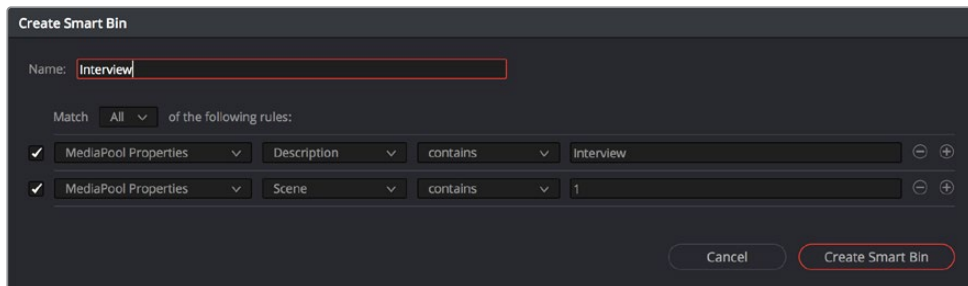 Create Smart Bin
Name: Interview
Match All of the following rules:
MediaPool Properties Description contains Interview
MediaPool Properties Scene contains 1
Cancel Create Smart Bin